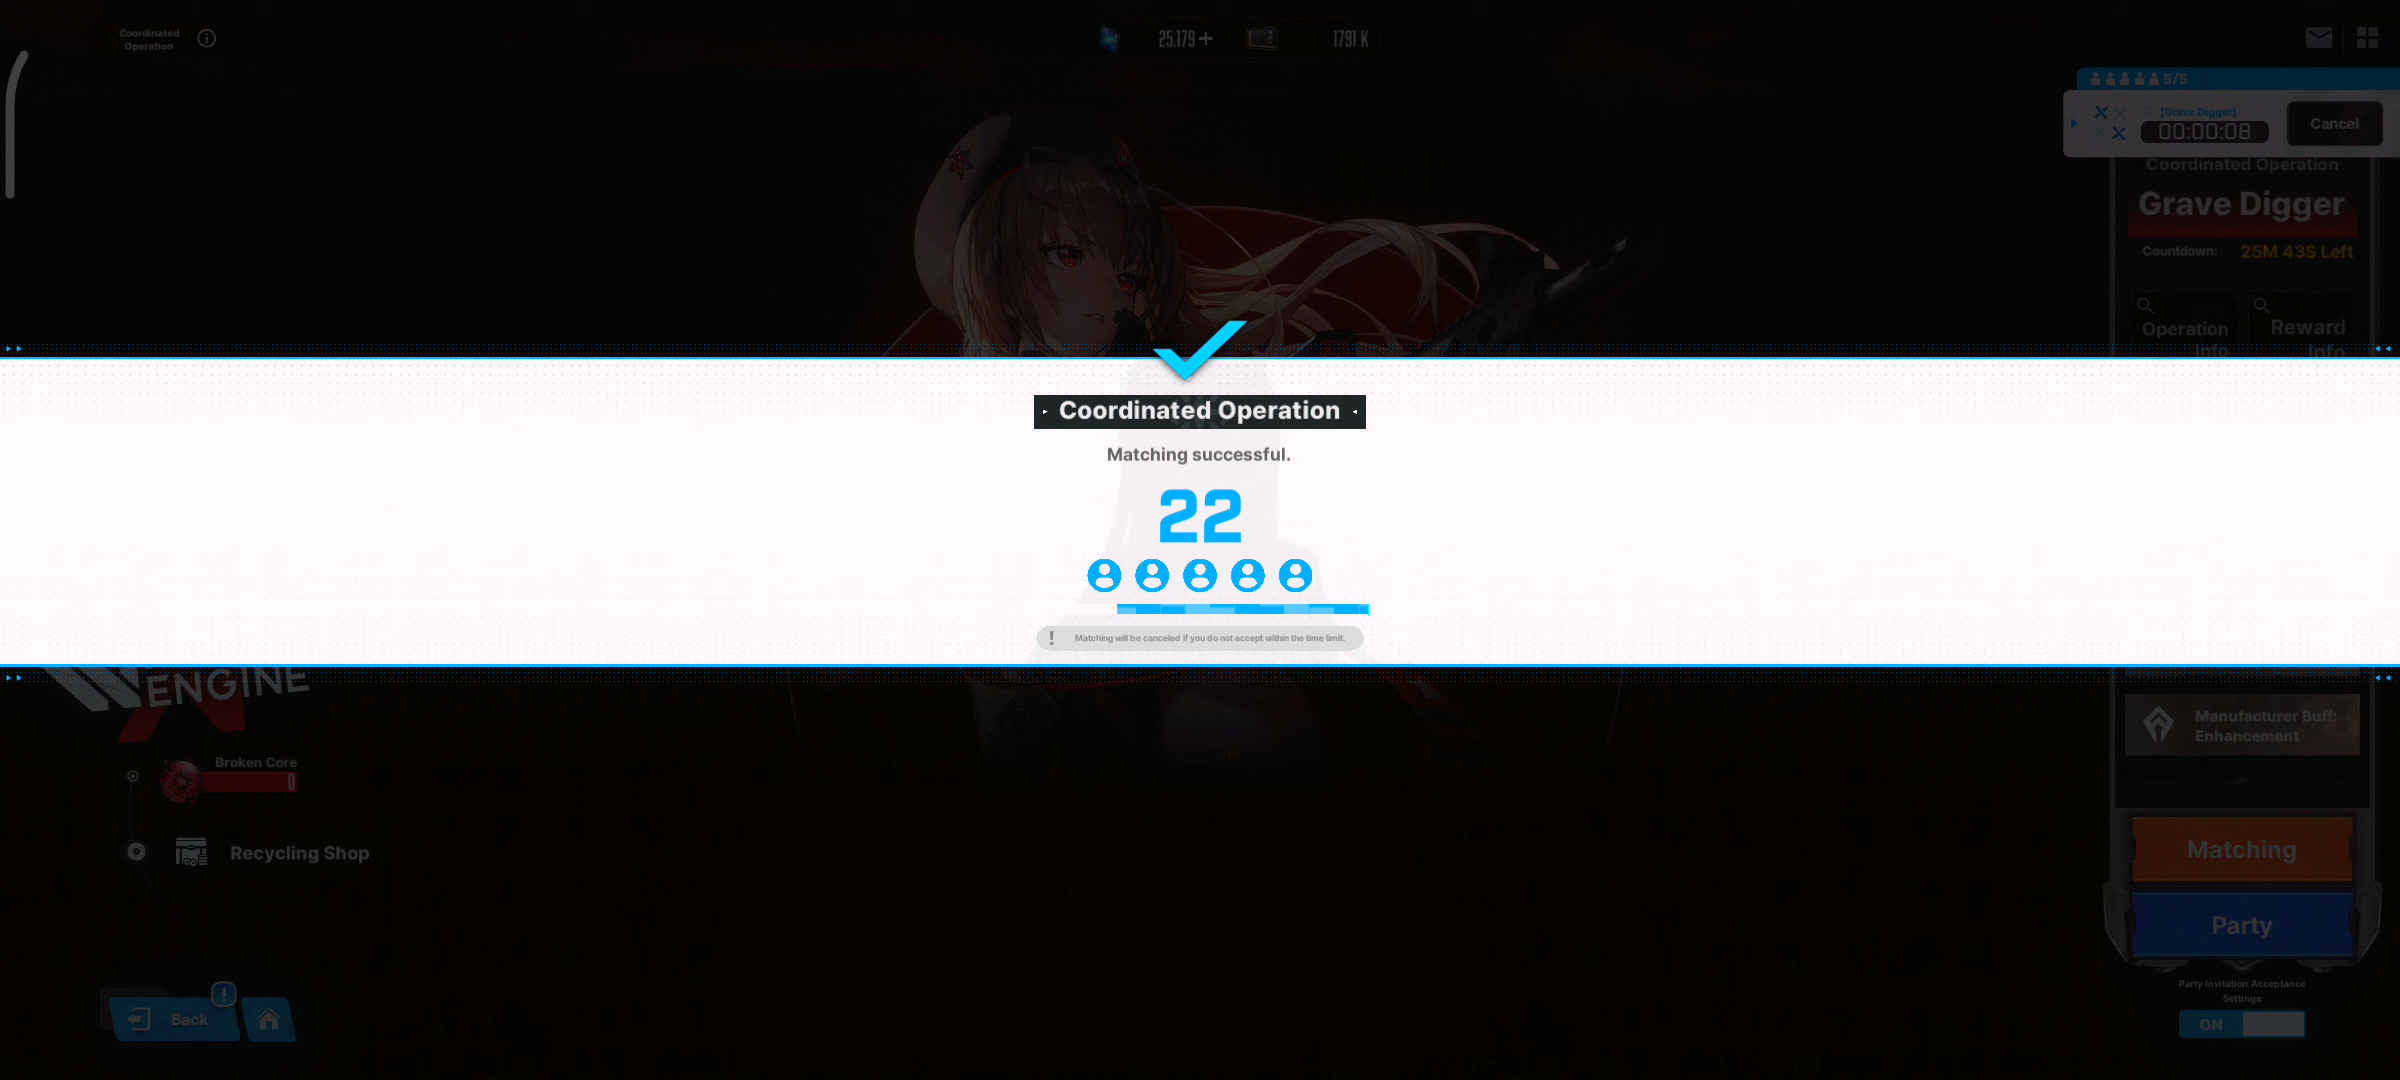 Coordinated
Operation
25.179
1791 K
5/5
[Grave Digger]
00:00:08
Cancel
Coordinated Operation
Grave Digger
Countdown:
25M 43S Left
Operation
Info
Reward
Info
Coordinated Operation
Matching successful.
22
Matching will be canceled if you do not accept within the time limit.
ENGINE
Broken Core
0
Recycling Shop
Manufacturer Buff:
Enhancement
Matching
Party
Party Invitation Acceptance
Settings
ON
Back